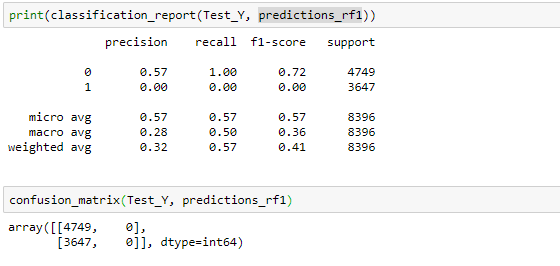 print(classification_report(Test_Y, predictions_rf1))
precision recall f1-score support
0 0.57 1.00 0.72 4749
1 0.00 0.00 0.00 3647
micro avg 0.57 0.57 0.57 8396
macro avg 0.28 0.50 0.36 8396
weighted avg 0.32 0.57 0.41 8396
confusion_matrix(Test_Y, predictions_rf1)
array([[4749, 0],
[3647, 0]], dtype=int64)